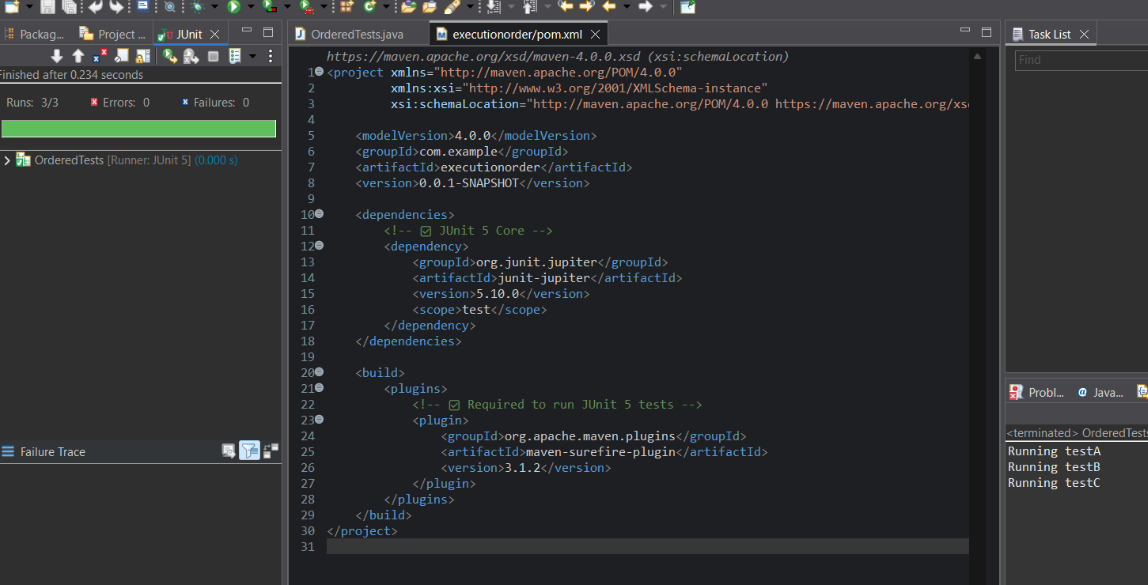 Packag...
Project ...
JUnit
Finished after 0.234 seconds
Runs: 3/3
Errors: 0
Failures: 0
OrderedTests [Runner: JUnit 5] (0.000 s)
Failure Trace
OrderedTests.java
executionorder/pom.xml
https://maven.apache.org/xsd/maven-4.0.0.xsd (xsi:schemaLocation)
1 <project xmlns="http://maven.apache.org/POM/4.0.0"
2 xmlns:xsi="http://www.w3.org/2001/XMLSchema-instance"
3 xsi:schemaLocation="http://maven.apache.org/POM/4.0.0 https://maven.apache.org/xs
4
5 <modelVersion>4.0.0</modelVersion>
6 <groupId>com.example</groupId>
7 <artifactId>executionorder</artifactId>
8 <version>0.0.1-SNAPSHOT</version>
9
10 <dependencies>
11 <!-- ✅ JUnit 5 Core -->
12 <dependency>
13 <groupId>org.junit.jupiter</groupId>
14 <artifactId>junit-jupiter</artifactId>
15 <version>5.10.0</version>
16 <scope>test</scope>
17 </dependency>
18 </dependencies>
19
20 <build>
21 <plugins>
22 <!-- ✅ Required to run JUnit 5 tests -->
23 <plugin>
24 <groupId>org.apache.maven.plugins</groupId>
25 <artifactId>maven-surefire-plugin</artifactId>
26 <version>3.1.2</version>
27 </plugin>
28 </plugins>
29 </build>
30 </project>
31
Task List
Find
Probl...
Java...
<terminated> OrderedTests
Running testA
Running testB
Running testC